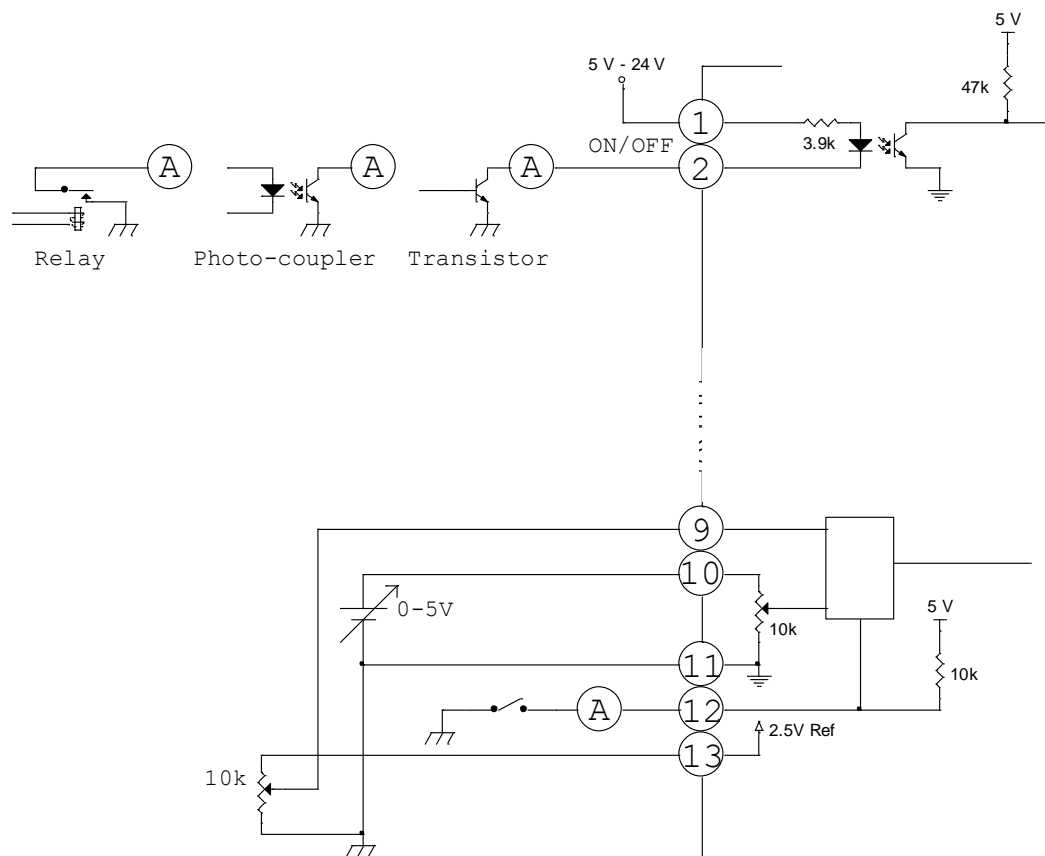 5 V
5 V - 24 V
47k
1
3.9k
ON/OFF
A
A
A
2
Relay
Photo-coupler
Transistor
9
10
0-5V
10k
5 V
11
10k
A
12
2.5V Ref
13
10k